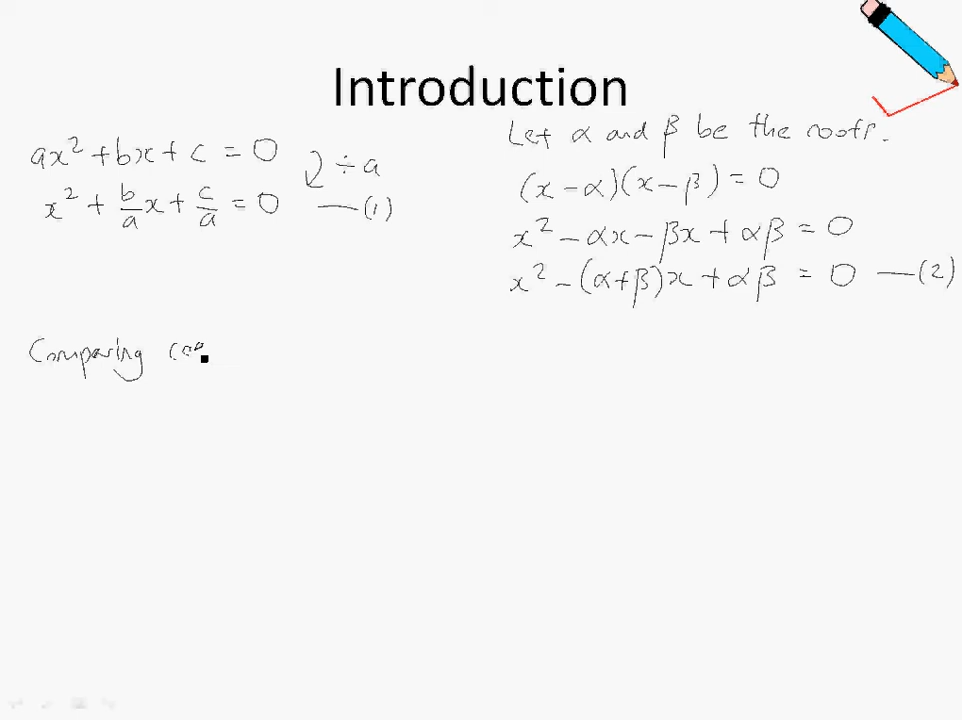 Introduction
ax² + bx + c = 0
÷ a
x² + b/a x + c/a = 0 —(1)
Let α and β be the roots.
(x - α)(x - β) = 0
x² - αx - βx + αβ = 0
x² - (α+β)x + αβ = 0 —(2)
Comparing